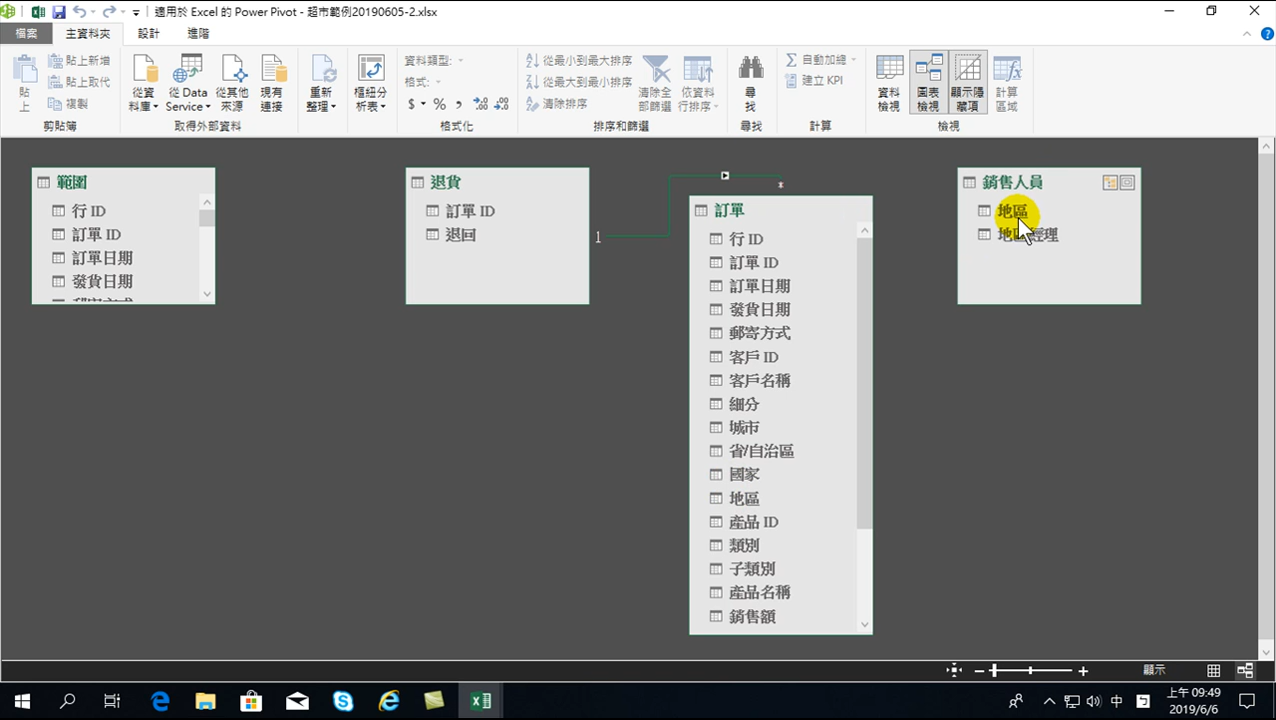 適用於 Excel 的 Power Pivot - 超市範例20190605-2.xlsx
檔案 主資料夾 設計 進階
貼上
貼上新增
貼上取代
複製
剪貼簿
從資料庫
從 Data Service
從其他來源
現有連接
取得外部資料
重新整理
樞紐分析表
資料類型:
格式:
$ % ,
格式化
從最小到最大排序
從最大到最小排序
清除排序
清除全部篩選
依資料行排序
排序和篩選
尋找
尋找
自動加總
建立 KPI
計算
資料檢視
圖表檢視
顯示隱藏項
計算區域
檢視
範圍
行 ID
訂單 ID
訂單日期
發貨日期
郵寄方式
退貨
訂單 ID
退回
1
*
訂單
行 ID
訂單 ID
訂單日期
發貨日期
郵寄方式
客戶 ID
客戶名稱
細分
城市
省/自治區
國家
地區
產品 ID
類別
子類別
產品名稱
銷售額
銷售人員
地區
地區經理
顯示
中
上午 09:49
2019/6/6